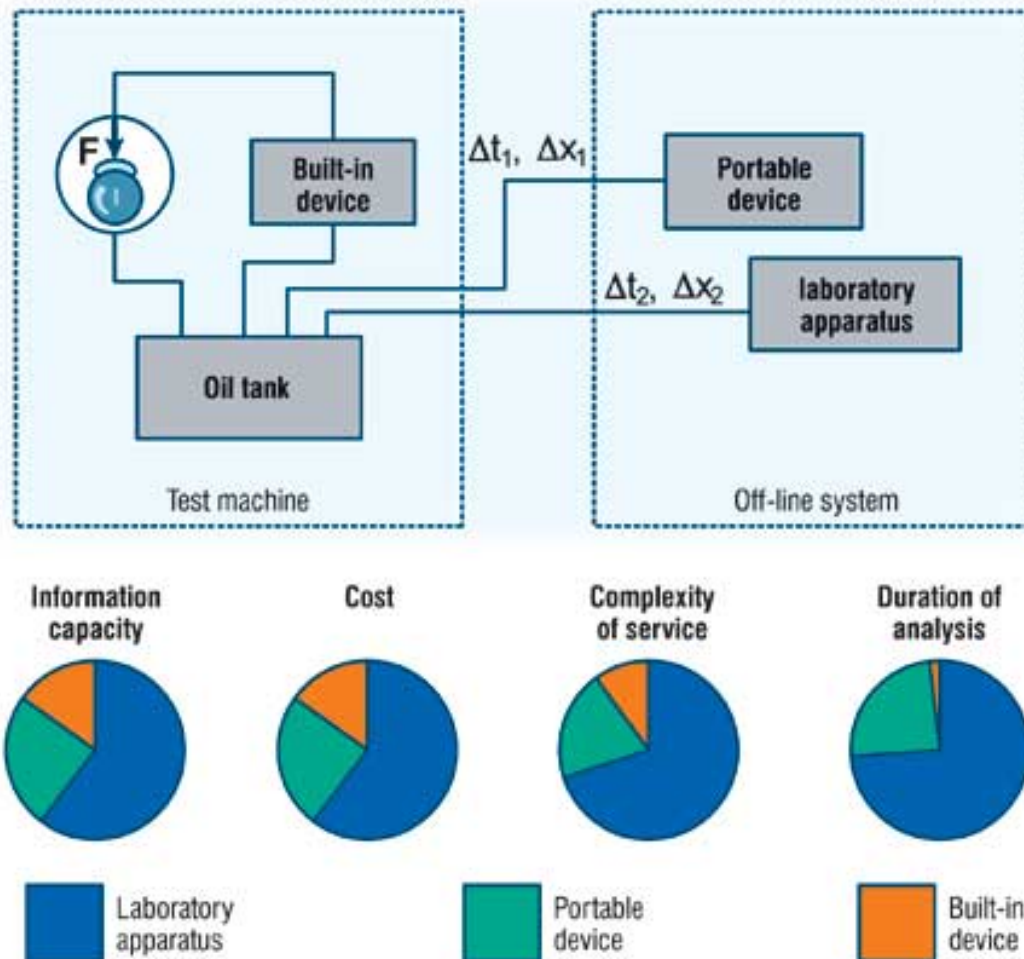 F
Built-in
device
Δt₁, Δx₁
Portable
device
Δt₂, Δx₂
laboratory
apparatus
Oil tank
Test machine
Off-line system
Information
capacity
Cost
Complexity
of service
Duration of
analysis
Laboratory
apparatus
Portable
device
Built-in
device